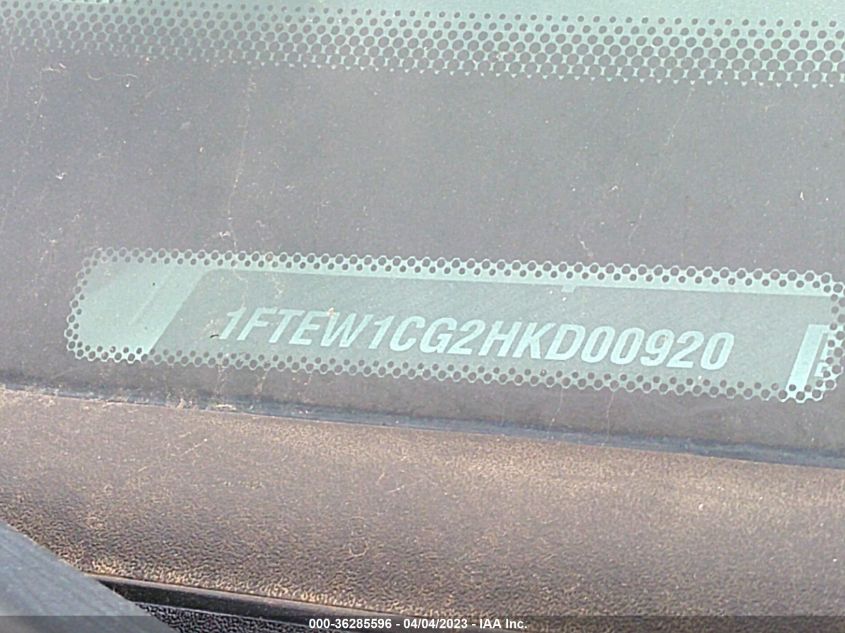 1FTEW1CG2HKD00920
000-36285596 - 04/04/2023 - IAA Inc.